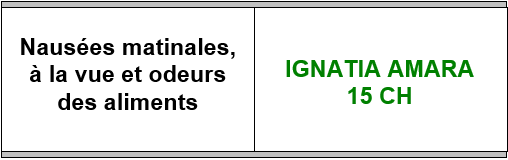 Nausées matinales,
à la vue et odeurs
des aliments
IGNATIA AMARA
15 CH